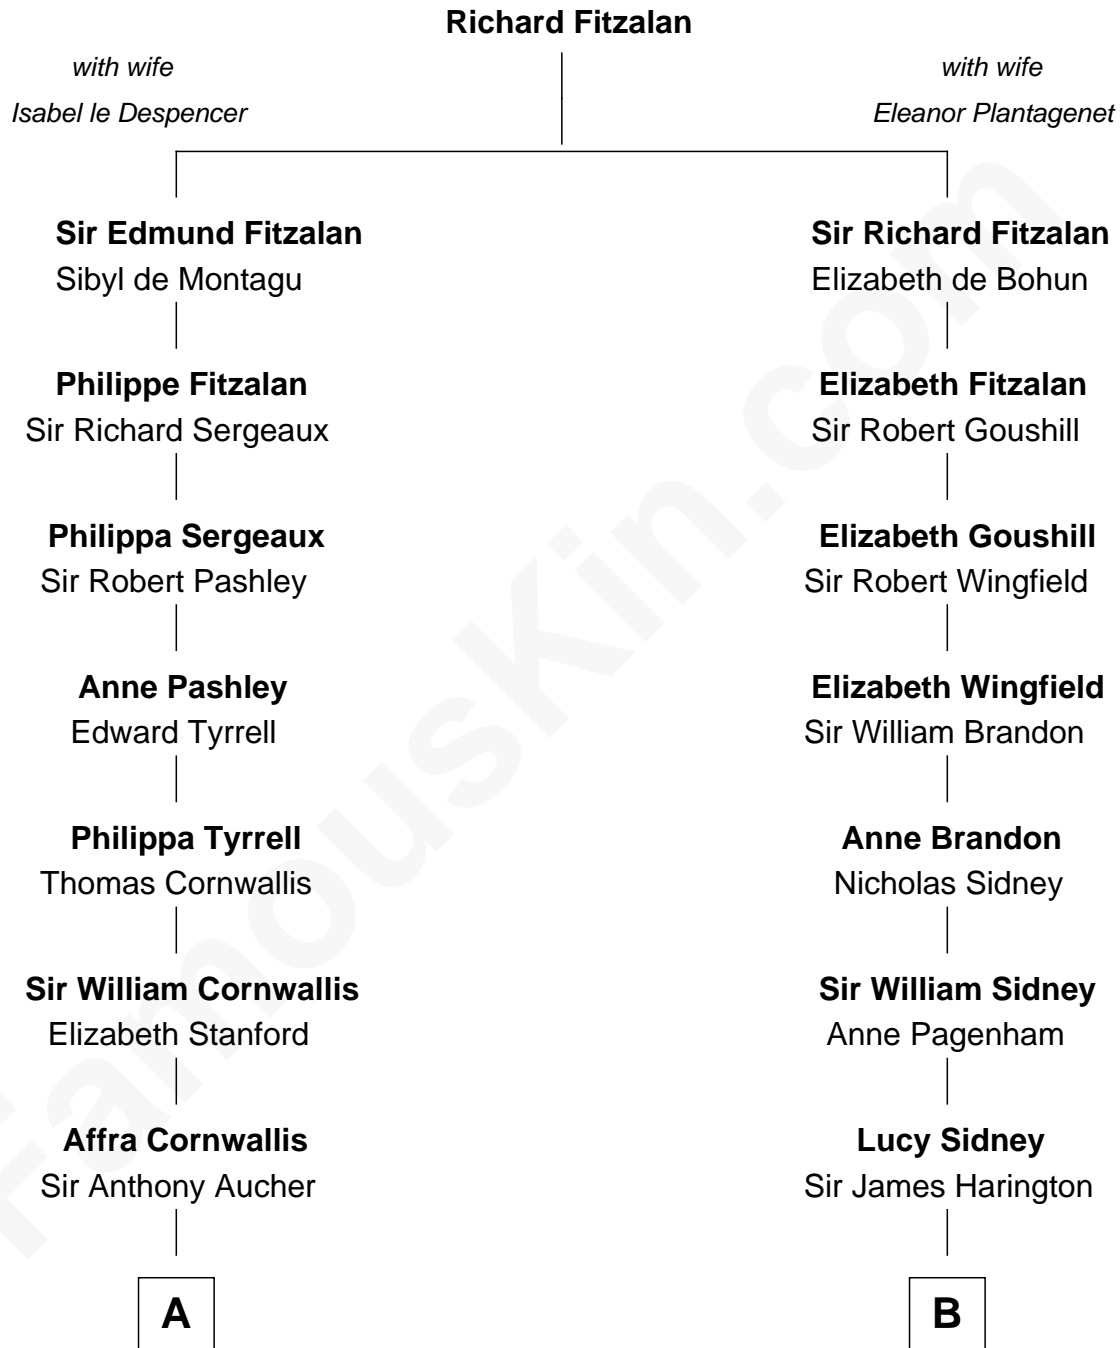 Richard Fitzalan
with wife
Isabel le Despencer
with wife
Eleanor Plantagenet
Sir Edmund Fitzalan
Sibyl de Montagu
Sir Richard Fitzalan
Elizabeth de Bohun
Philippe Fitzalan
Sir Richard Sergeaux
Elizabeth Fitzalan
Sir Robert Goushill
Philippa Sergeaux
Sir Robert Pashley
Elizabeth Goushill
Sir Robert Wingfield
Anne Pashley
Edward Tyrrell
Elizabeth Wingfield
Sir William Brandon
Philippa Tyrrell
Thomas Cornwallis
Anne Brandon
Nicholas Sidney
Sir William Cornwallis
Elizabeth Stanford
Sir William Sidney
Anne Pagenham
Affra Cornwallis
Sir Anthony Aucher
Lucy Sidney
Sir James Harington
A
B
FamousKin.com